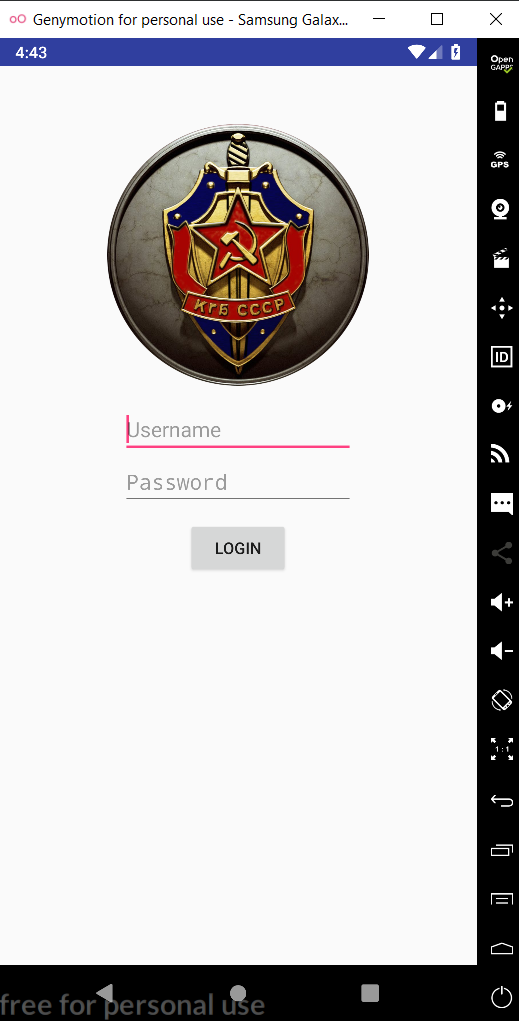 Genymotion for personal use - Samsung Galax...
4:43
Open
GAPPS
GPS
КГБ СССР
ID
Username
Password
LOGIN
1:1
free for personal use